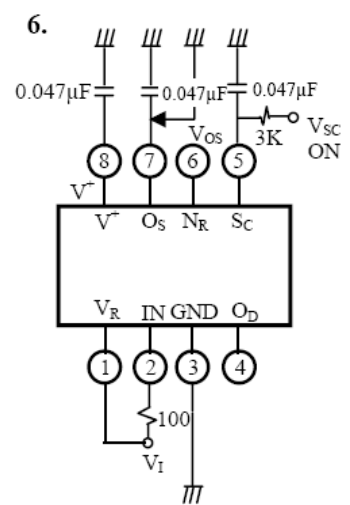 6.
0.047µF 0.047µF 0.047µF
V_OS 3K V_SC
ON
8 7 6 5
V⁺
V⁺ O_S N_R S_C
V_R IN GND O_D
1 2 3 4
100
V_I